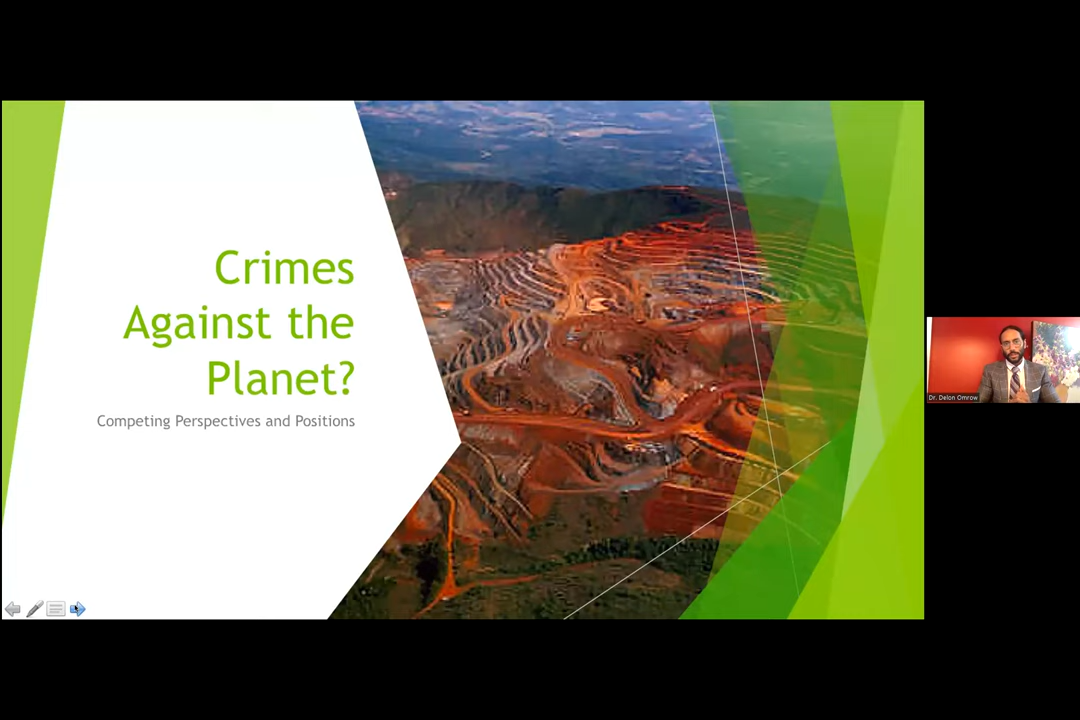 Crimes
Against the
Planet?
Competing Perspectives and Positions
Dr. Delon Omrow